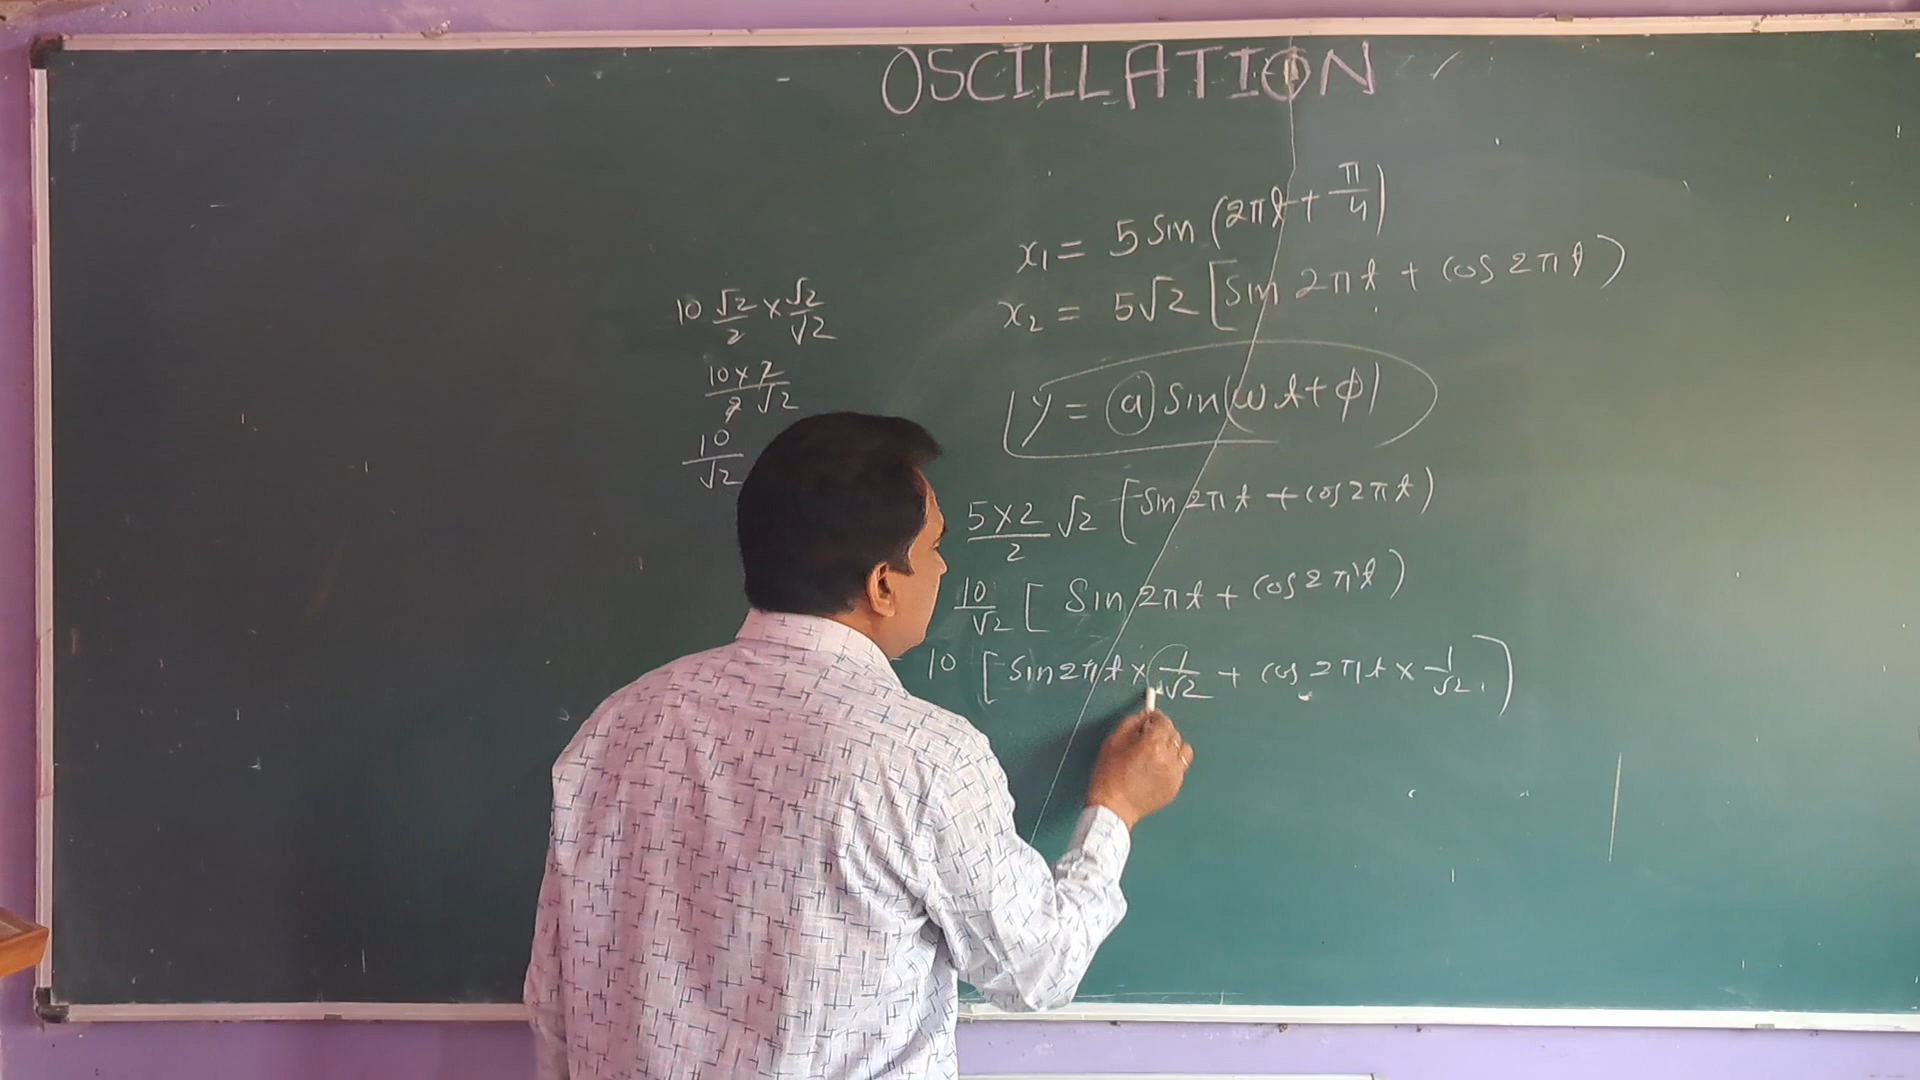 OSCILLATION
x₁ = 5 sin (2πt + π/4)
x₂ = 5√2 [sin 2πt + cos 2πt)
y = a sin(ωt + φ)
10 √2/2 × √2/√2
10 × 2 / 2 √2
10/√2
5×2/2 √2 [sin 2πt + cos 2πt)
10/√2 [ Sin 2πt + cos 2πt)
10 [sin 2πt × 1/√2 + cos 2πt × 1/√2 )